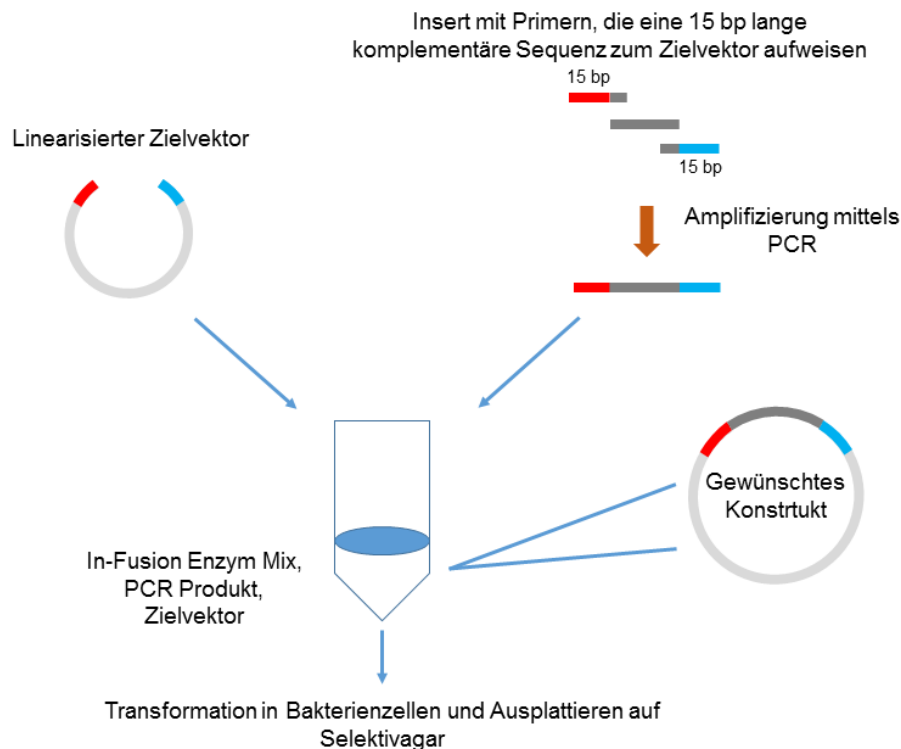 Insert mit Primern, die eine 15 bp lange
komplementäre Sequenz zum Zielvektor aufweisen
15 bp
Linearisierter Zielvektor
15 bp
Amplifizierung mittels
PCR
Gewünschtes
Konstrtukt
In-Fusion Enzym Mix,
PCR Produkt,
Zielvektor
Transformation in Bakterienzellen und Ausplattieren auf
Selektivagar